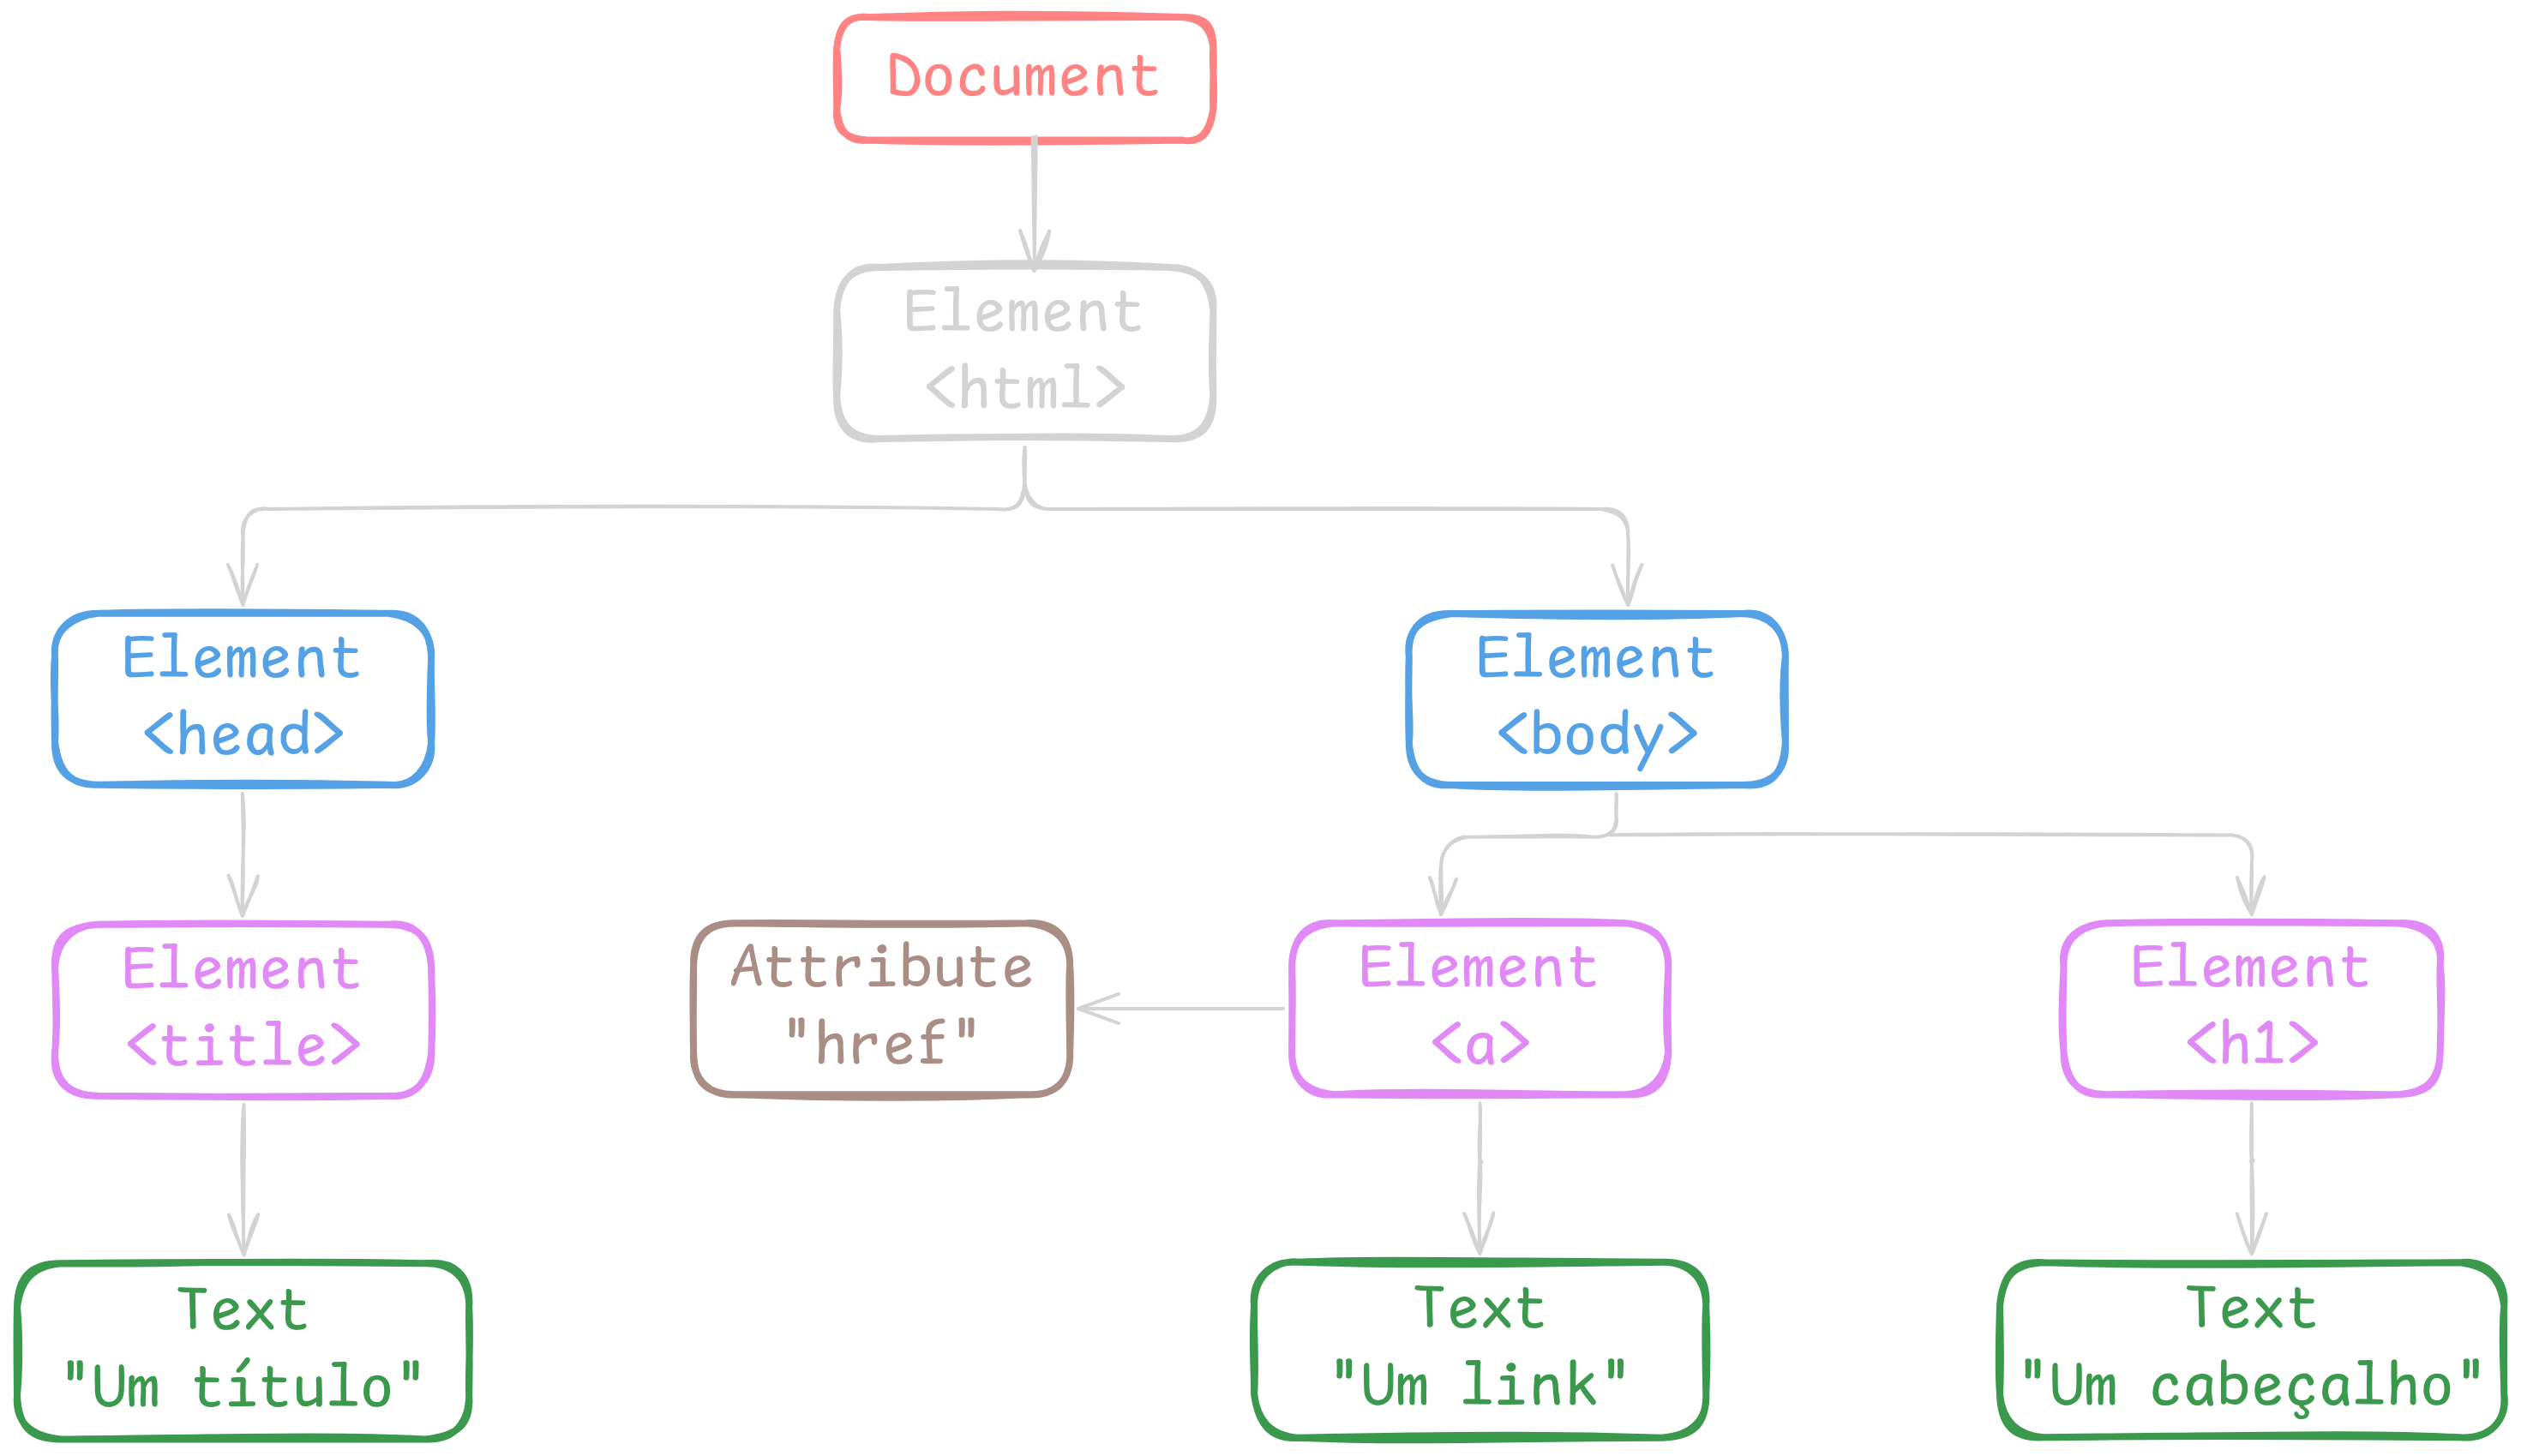 Document
Element
<html>
Element
<head>
Element
<body>
Element
<title>
Attribute
"href"
Element
<a>
Element
<h1>
Text
"Um título"
Text
"Um link"
Text
"Um cabeçalho"